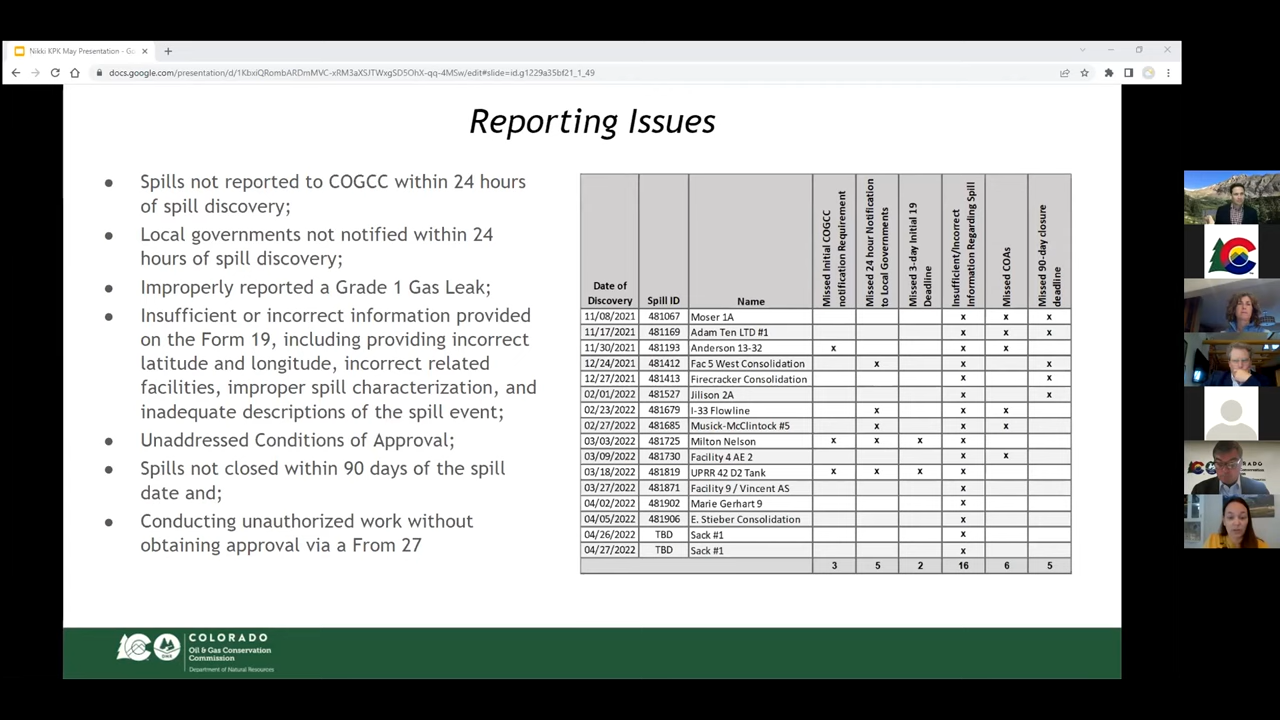 Nikki KPK May Presentation - Go
docs.google.com/presentation/d/1KbxiQRombARDmMVC-xRM3aXSJTWxgSD5OhX-qq-4MSw/edit#slide=id.g1229a35bf21_1_49
Reporting Issues
● Spills not reported to COGCC within 24 hours
of spill discovery;
● Local governments not notified within 24
hours of spill discovery;
● Improperly reported a Grade 1 Gas Leak;
● Insufficient or incorrect information provided
on the Form 19, including providing incorrect
latitude and longitude, incorrect related
facilities, improper spill characterization, and
inadequate descriptions of the spill event;
● Unaddressed Conditions of Approval;
● Spills not closed within 90 days of the spill
date and;
● Conducting unauthorized work without
obtaining approval via a From 27
Date of
Discovery
Spill ID
Name
Missed Initial COGCC
notification Requirement
Missed 24 hour Notification
to Local Governments
Missed 3-day Initial 19
Deadline
Insufficient/Incorrect
Information Regarding Spill
Missed COAs
Missed 90-day closure
deadline
11/08/2021 481067 Moser 1A x x x
11/17/2021 481169 Adam Ten LTD #1 x x x
11/30/2021 481193 Anderson 13-32 x x x
12/24/2021 481412 Fac 5 West Consolidation x x x
12/27/2021 481413 Firecracker Consolidation x x
02/01/2022 481527 Jilison 2A x x
02/23/2022 481679 I-33 Flowline x x x
02/27/2022 481685 Musick-McClintock #5 x x x
03/03/2022 481725 Milton Nelson x x x x
03/09/2022 481730 Facility 4 AE 2 x x
03/18/2022 481819 UPRR 42 D2 Tank x x x x
03/27/2022 481871 Facility 9 / Vincent AS x
04/02/2022 481902 Marie Gerhart 9 x
04/05/2022 481906 E. Stieber Consolidation x
04/26/2022 TBD Sack #1 x
04/27/2022 TBD Sack #1 x
3 5 2 16 6 5
COLORADO
Oil & Gas Conservation
Commission
Department of Natural Resources